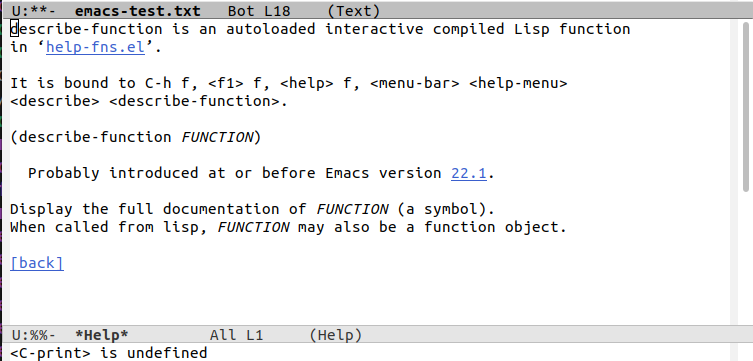 U:**-  emacs-test.txt   Bot L18    (Text)
describe-function is an autoloaded interactive compiled Lisp function
in ‘help-fns.el’.
It is bound to C-h f, <f1> f, <help> f, <menu-bar> <help-menu>
<describe> <describe-function>.
(describe-function FUNCTION)
Probably introduced at or before Emacs version 22.1.
Display the full documentation of FUNCTION (a symbol).
When called from lisp, FUNCTION may also be a function object.
[back]
U:%%-  *Help*         All L1     (Help)
<C-print> is undefined